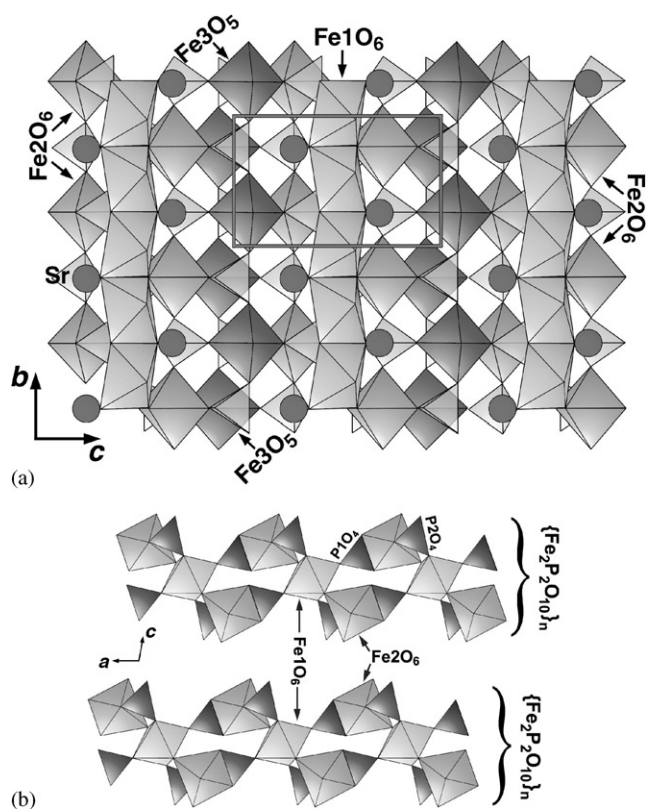 Fe3O₅
Fe1O₆
Fe2O₆
Fe2O₆
Sr
b
c
Fe3O₅
(a)
P1O₄
P2O₄
{Fe₂P₂O₁₀}ₙ
c
a
Fe1O₆
Fe2O₆
{Fe₂P₂O₁₀}ₙ
(b)